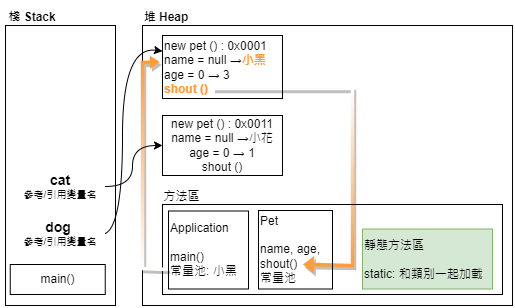 棧 Stack
堆 Heap
new pet () : 0x0001
name = null →小黑
age = 0 → 3
shout ()
new pet () : 0x0011
name = null →小花
age = 0 → 1
shout ()
cat
參考/引用變量名
dog
參考/引用變量名
main()
方法區
Application
main()
常量池: 小黑
Pet
name, age,
shout()
常量池
靜態方法區
static: 和類別一起加載